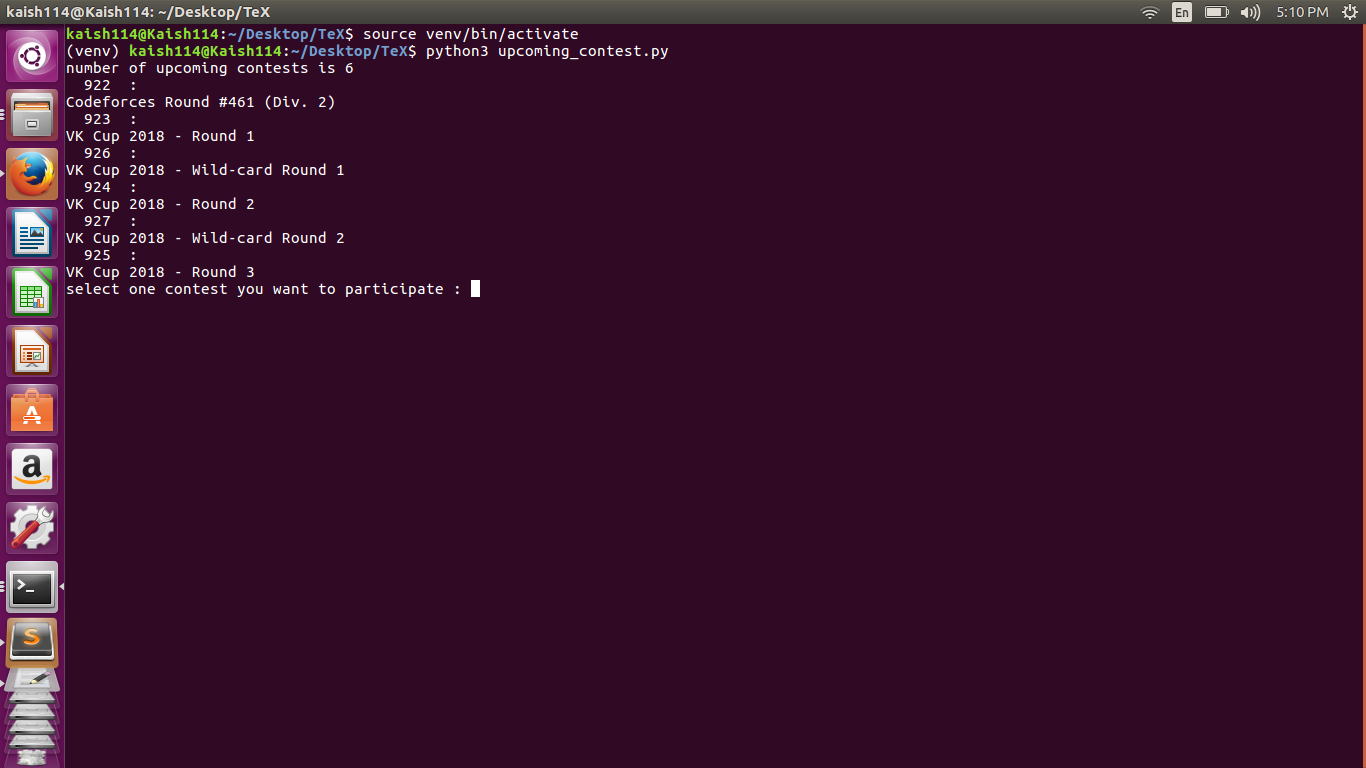 kaish114@Kaish114: ~/Desktop/TeX
En
5:10 PM
kaish114@Kaish114:~/Desktop/TeX$ source venv/bin/activate
(venv) kaish114@Kaish114:~/Desktop/TeX$ python3 upcoming_contest.py
number of upcoming contests is 6
  922  :
Codeforces Round #461 (Div. 2)
  923  :
VK Cup 2018 - Round 1
  926  :
VK Cup 2018 - Wild-card Round 1
  924  :
VK Cup 2018 - Round 2
  927  :
VK Cup 2018 - Wild-card Round 2
  925  :
VK Cup 2018 - Round 3
select one contest you want to participate :